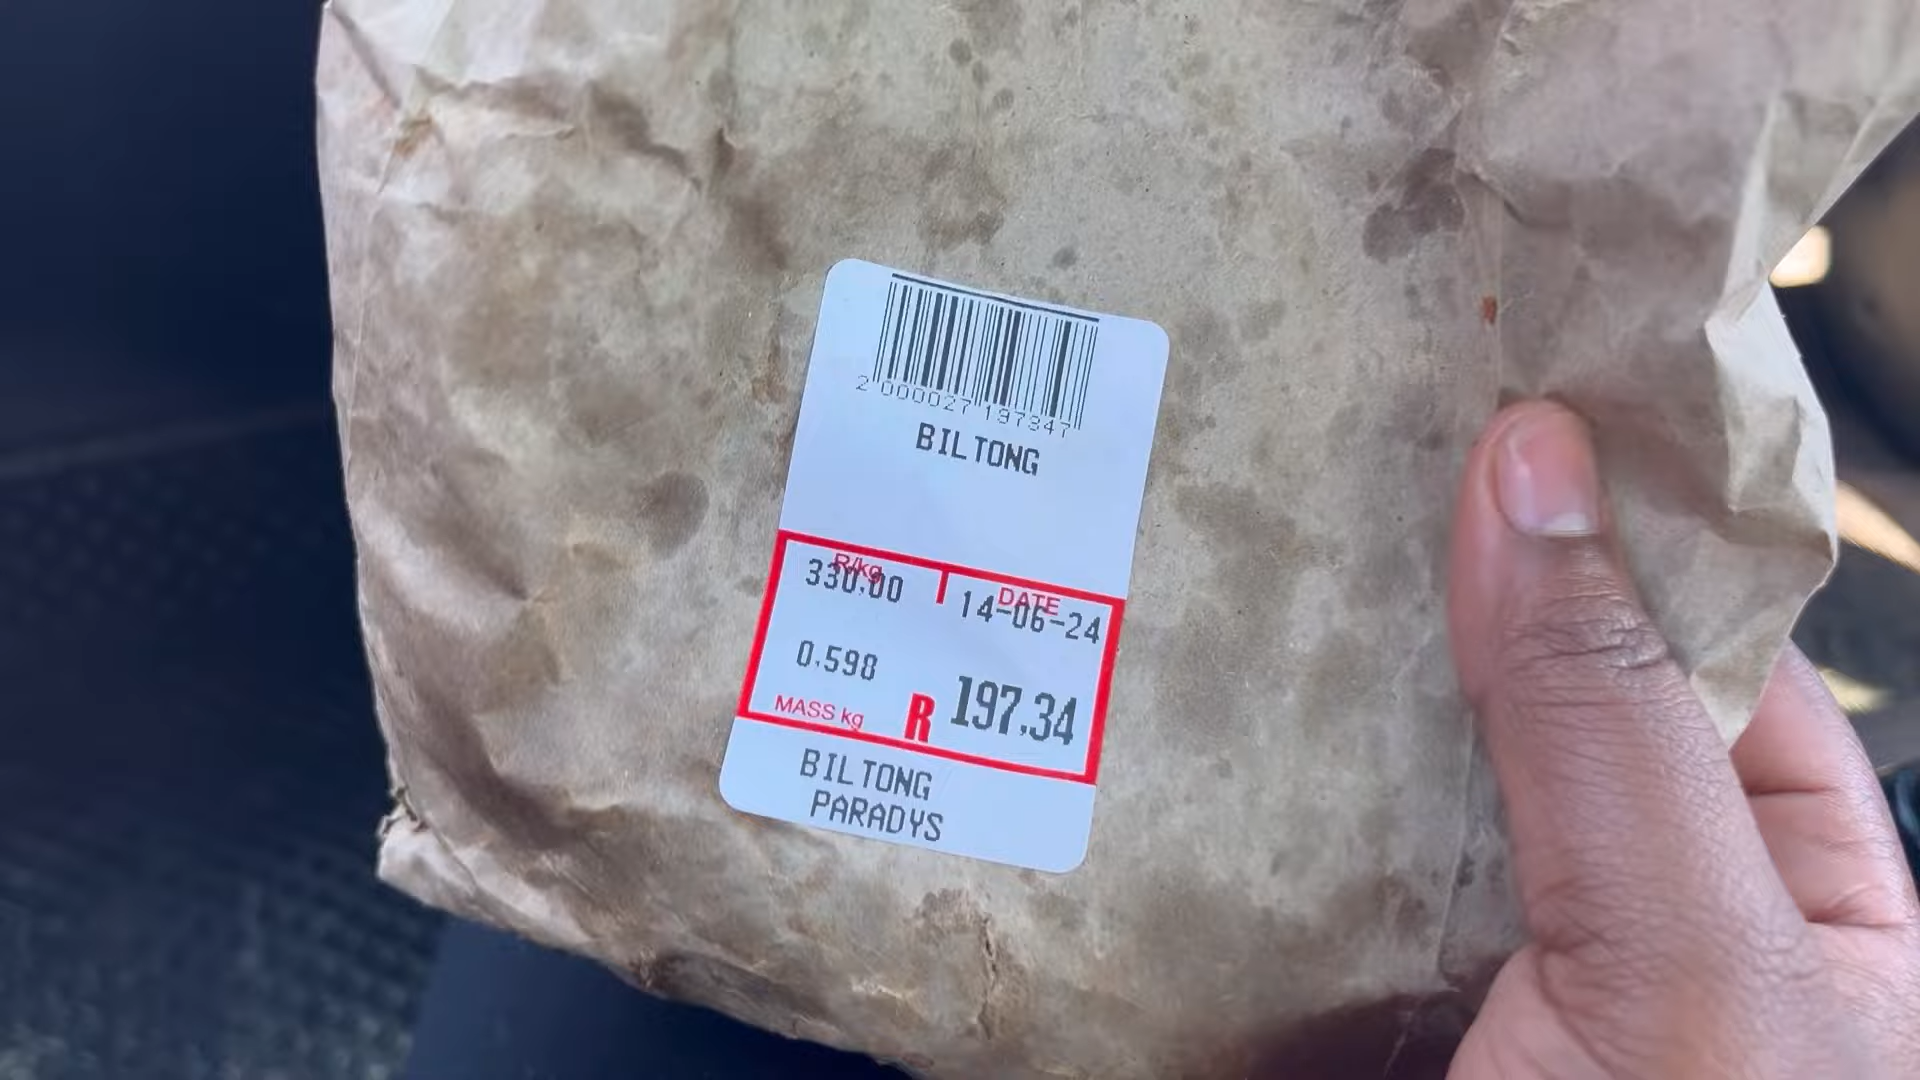 2 000027 197347
BILTONG
R/kg
330.00
DATE
14-06-24
0.598
MASS kg
R 197.34
BILTONG
PARADYS